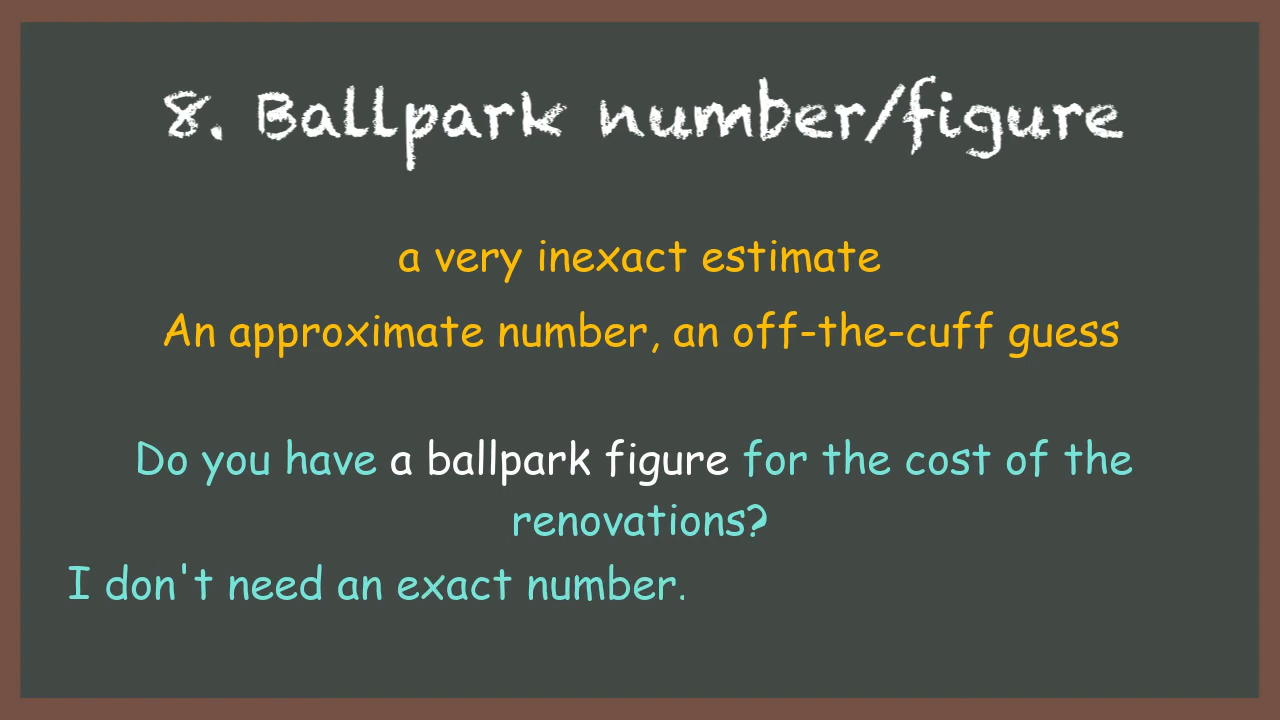 8. Ballpark number/figure
a very inexact estimate
An approximate number, an off-the-cuff guess
Do you have a ballpark figure for the cost of the
renovations?
I don't need an exact number.